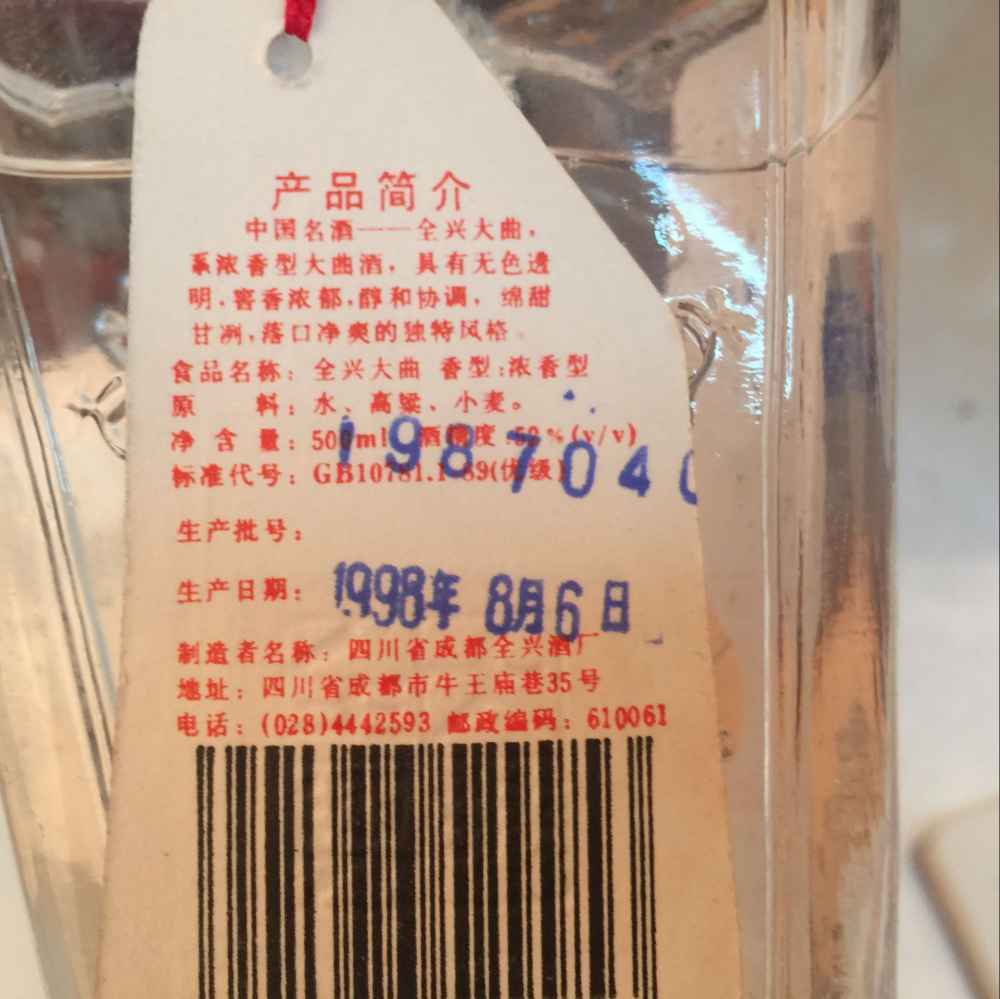 产品简介
中国名酒——全兴大曲，
系浓香型大曲酒，具有无色透
明，窖香浓郁，醇和协调，绵甜
甘洌，落口净爽的独特风格。
食品名称：全兴大曲 香型：浓香型
原 料：水、高粱、小麦。
净含量：500ml 酒精度：50%(v/v)
1987040
标准代号：GB10781.1-89(优级)
生产批号：
生产日期：1998年8月6日
制造者名称：四川省成都全兴酒厂
地址：四川省成都市牛王庙巷35号
电话：(028)4442593 邮政编码：610061